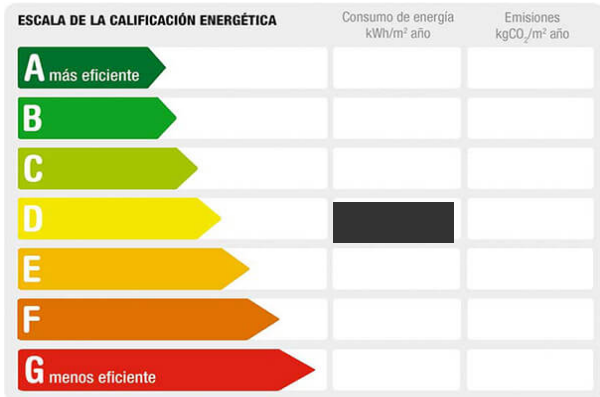 ESCALA DE LA CALIFICACIÓN ENERGÉTICA
Consumo de energía
kWh/m² año
Emisiones
kgCO₂/m² año
A más eficiente
B
C
D
E
F
G menos eficiente